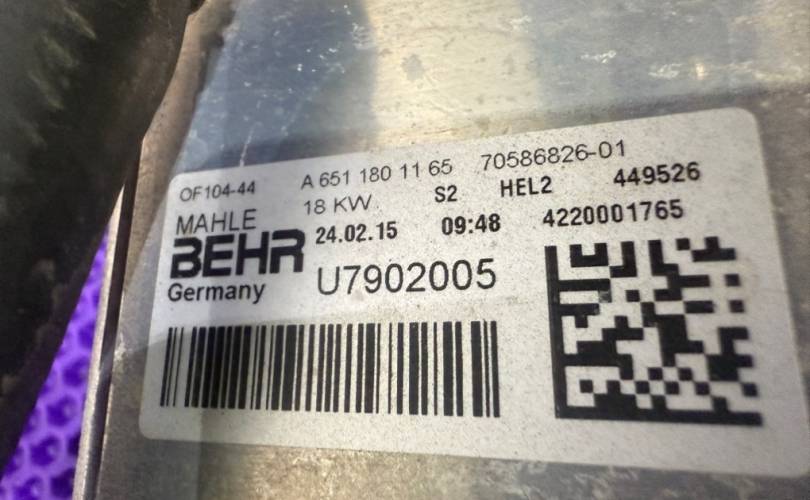 OF104-44 A 651 180 11 65 70586826-01
18 KW S2 HEL2 449526
MAHLE
BEHR
Germany
24.02.15 09:48 4220001765
U7902005